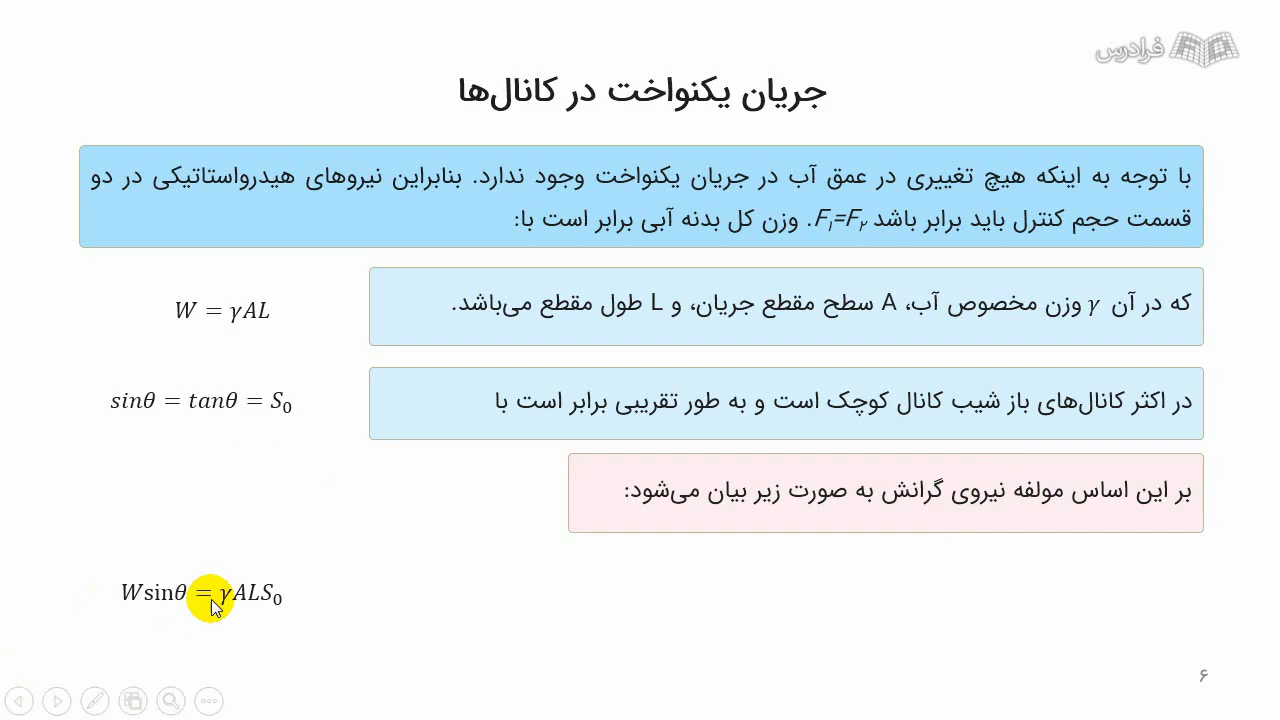 فرادرس
جریان یکنواخت در کانال‌ها
با توجه به اینکه هیچ تغییری در عمق آب در جریان یکنواخت وجود ندارد. بنابراین نیروهای هیدرواستاتیکی در دو
قسمت حجم کنترل باید برابر باشد F₁=F₂. وزن کل بدنه آبی برابر است با:
که در آن γ وزن مخصوص آب، A سطح مقطع جریان، و L طول مقطع می‌باشد.
W = γAL
در اکثر کانال‌های باز شیب کانال کوچک است و به طور تقریبی برابر است با
sinθ = tanθ = S₀
بر این اساس مولفه نیروی گرانش به صورت زیر بیان می‌شود:
Wsinθ = γALS₀
۶